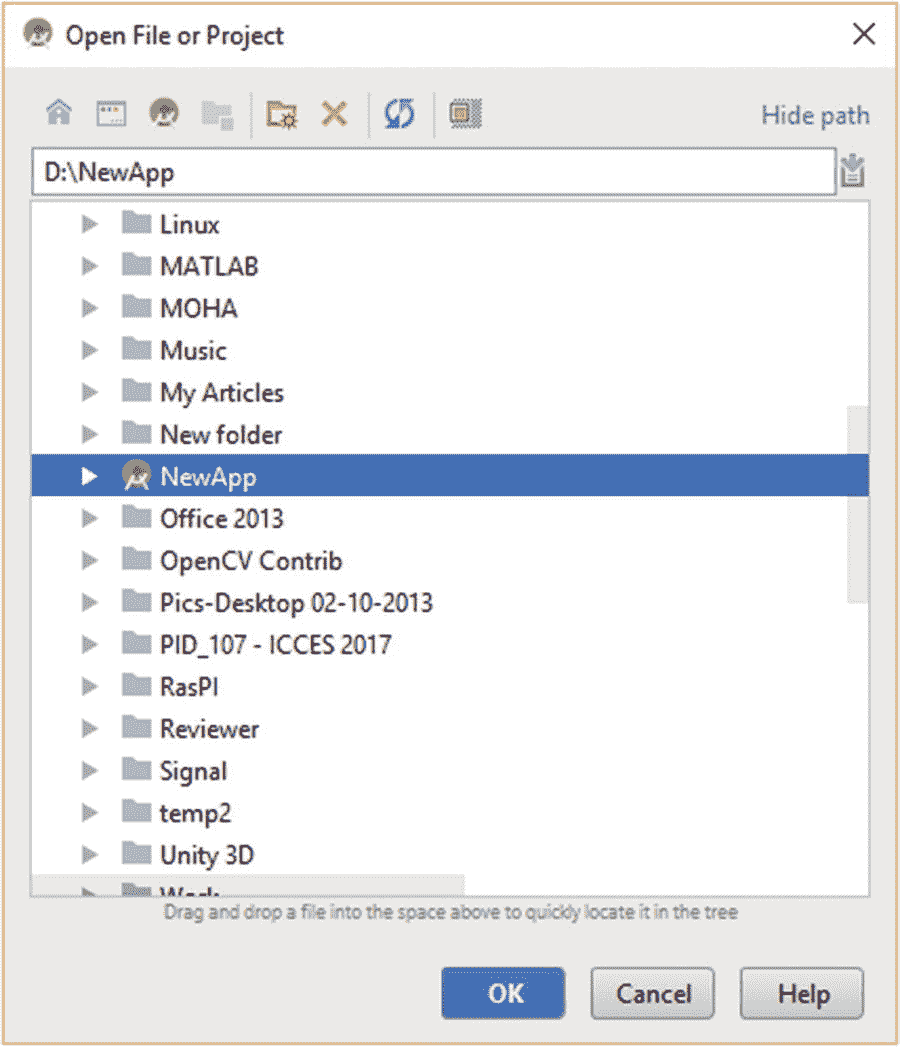 Open File or Project
Hide path
D:\NewApp
Linux
MATLAB
MOHA
Music
My Articles
New folder
NewApp
Office 2013
OpenCV Contrib
Pics-Desktop 02-10-2013
PID_107 - ICCES 2017
RasPI
Reviewer
Signal
temp2
Unity 3D
Drag and drop a file into the space above to quickly locate it in the tree
OK Cancel Help